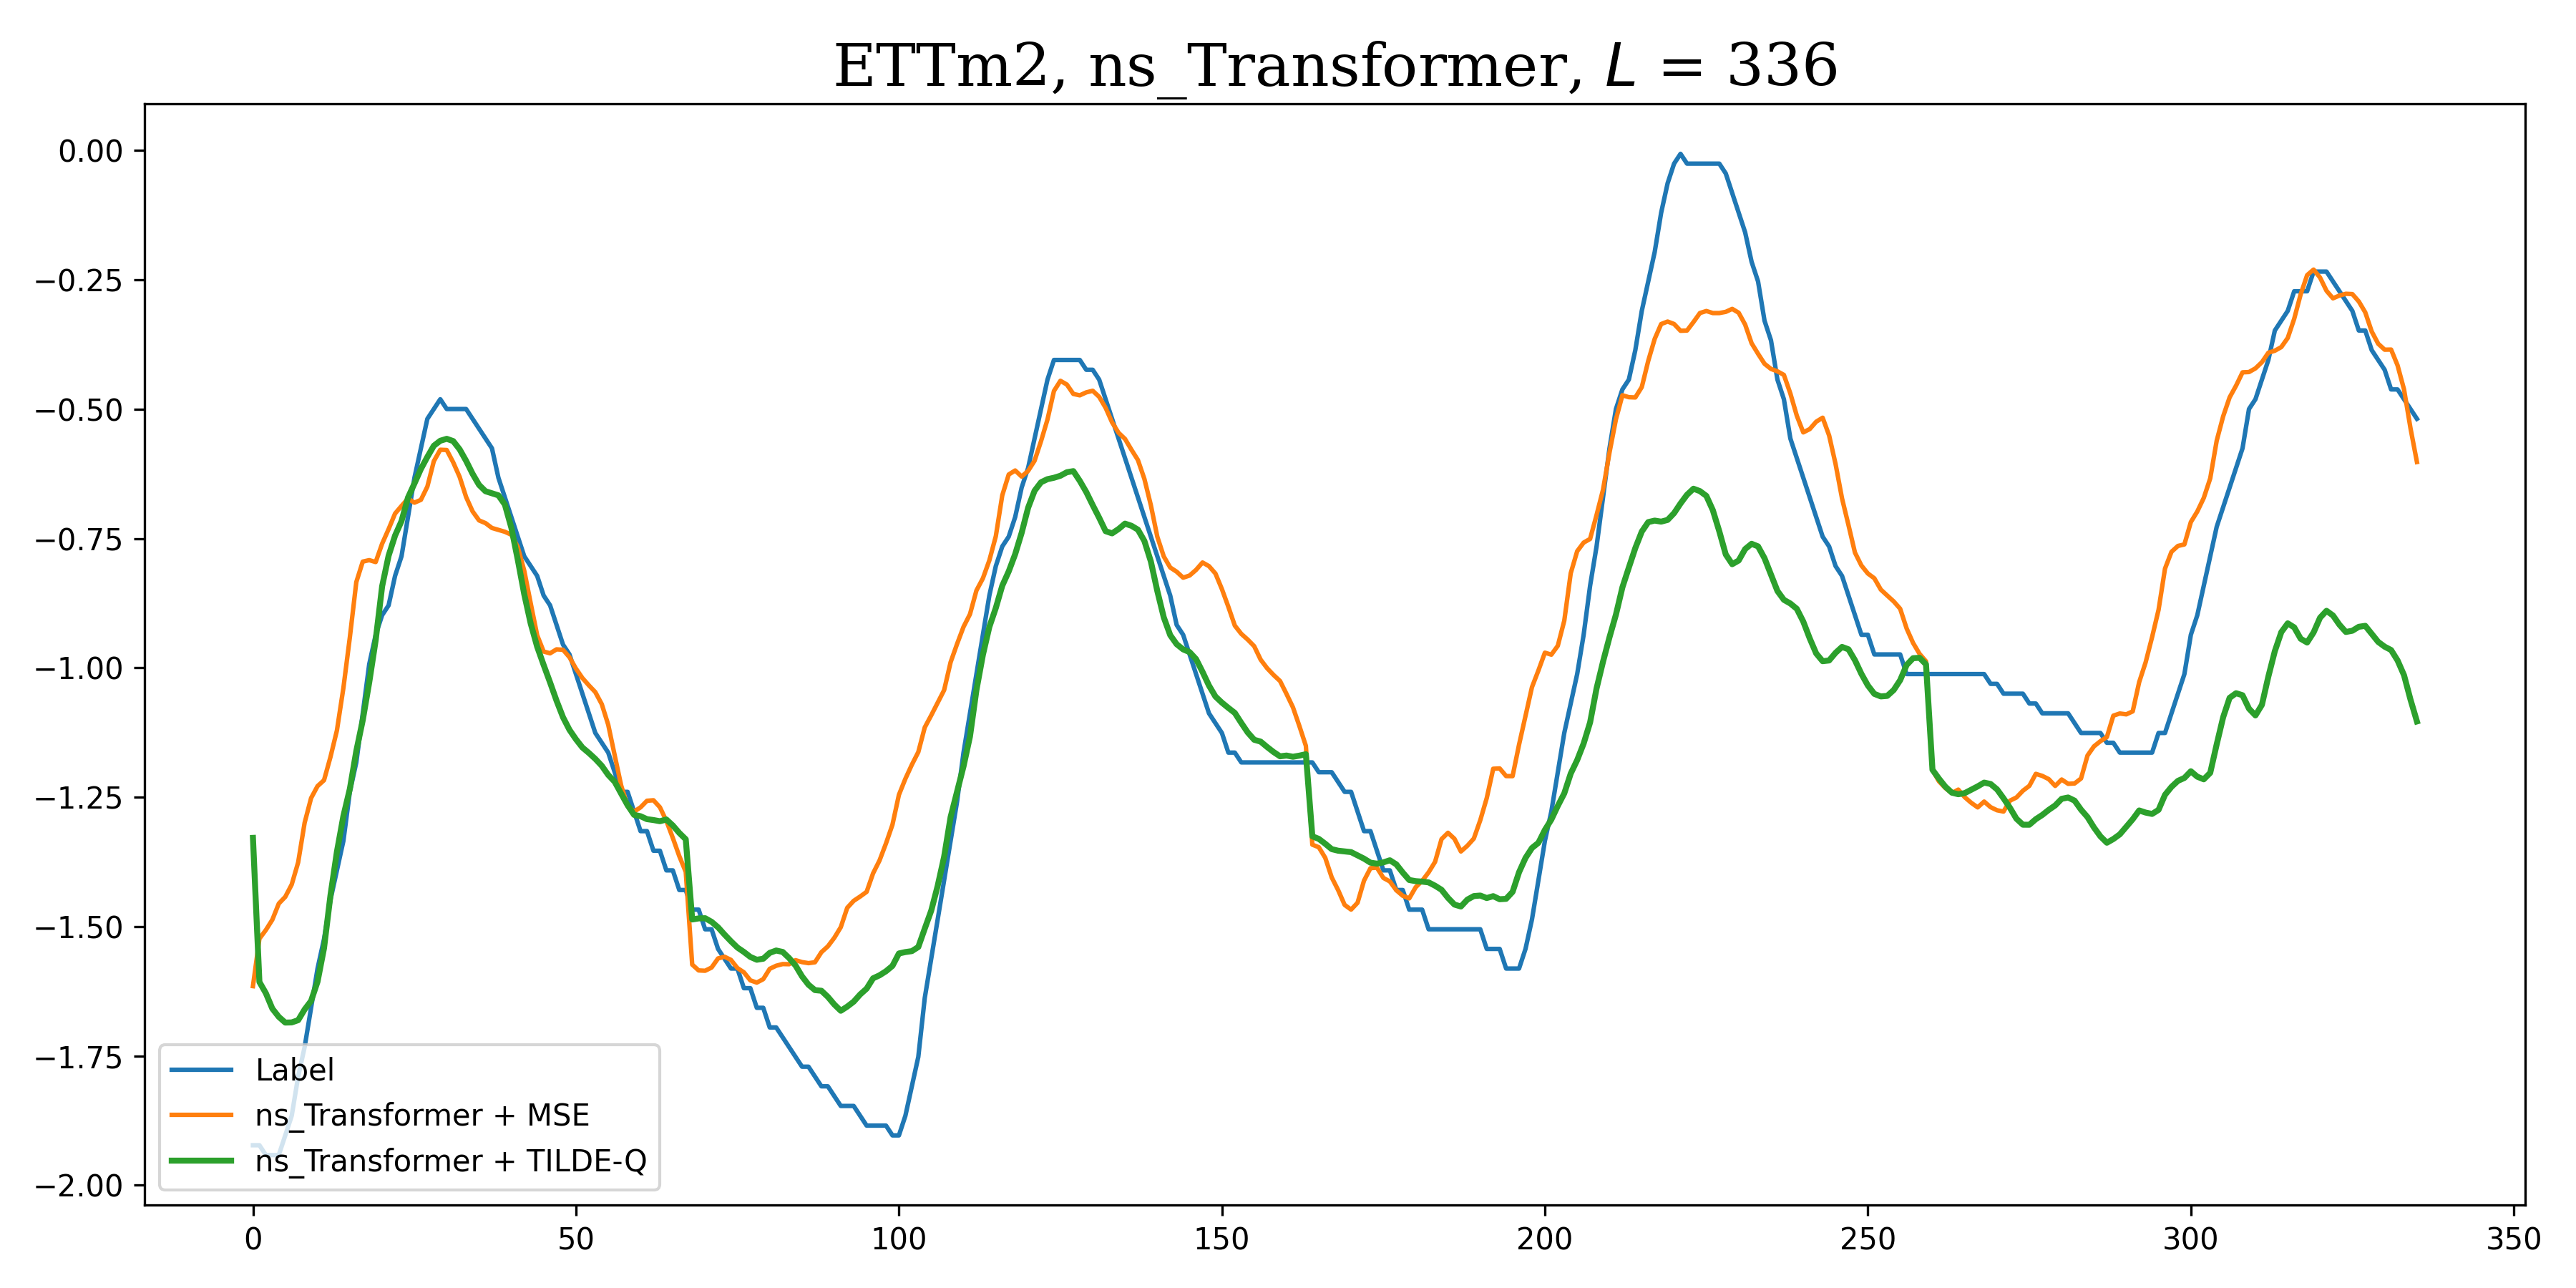 ETTm2, ns_Transformer, L = 336
0.00
−0.25
−0.50
−0.75
−1.00
−1.25
−1.50
−1.75
−2.00
Label
ns_Transformer + MSE
ns_Transformer + TILDE-Q
0 50 100 150 200 250 300 350